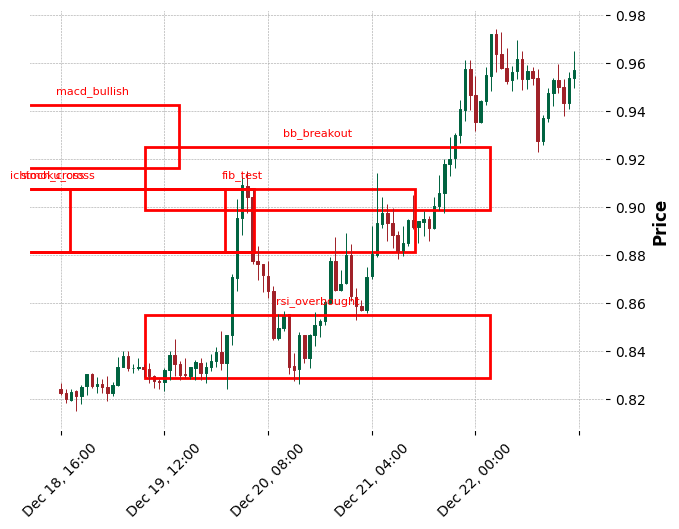 0.98
0.96
macd_bullish
0.94
bb_breakout
0.92
fib_test
0.90
Price
0.88
rsi_overbought
0.86
0.84
0.82
Dec 18, 16:00
Dec 19, 12:00
Dec 20, 08:00
Dec 21, 04:00
Dec 22, 00:00